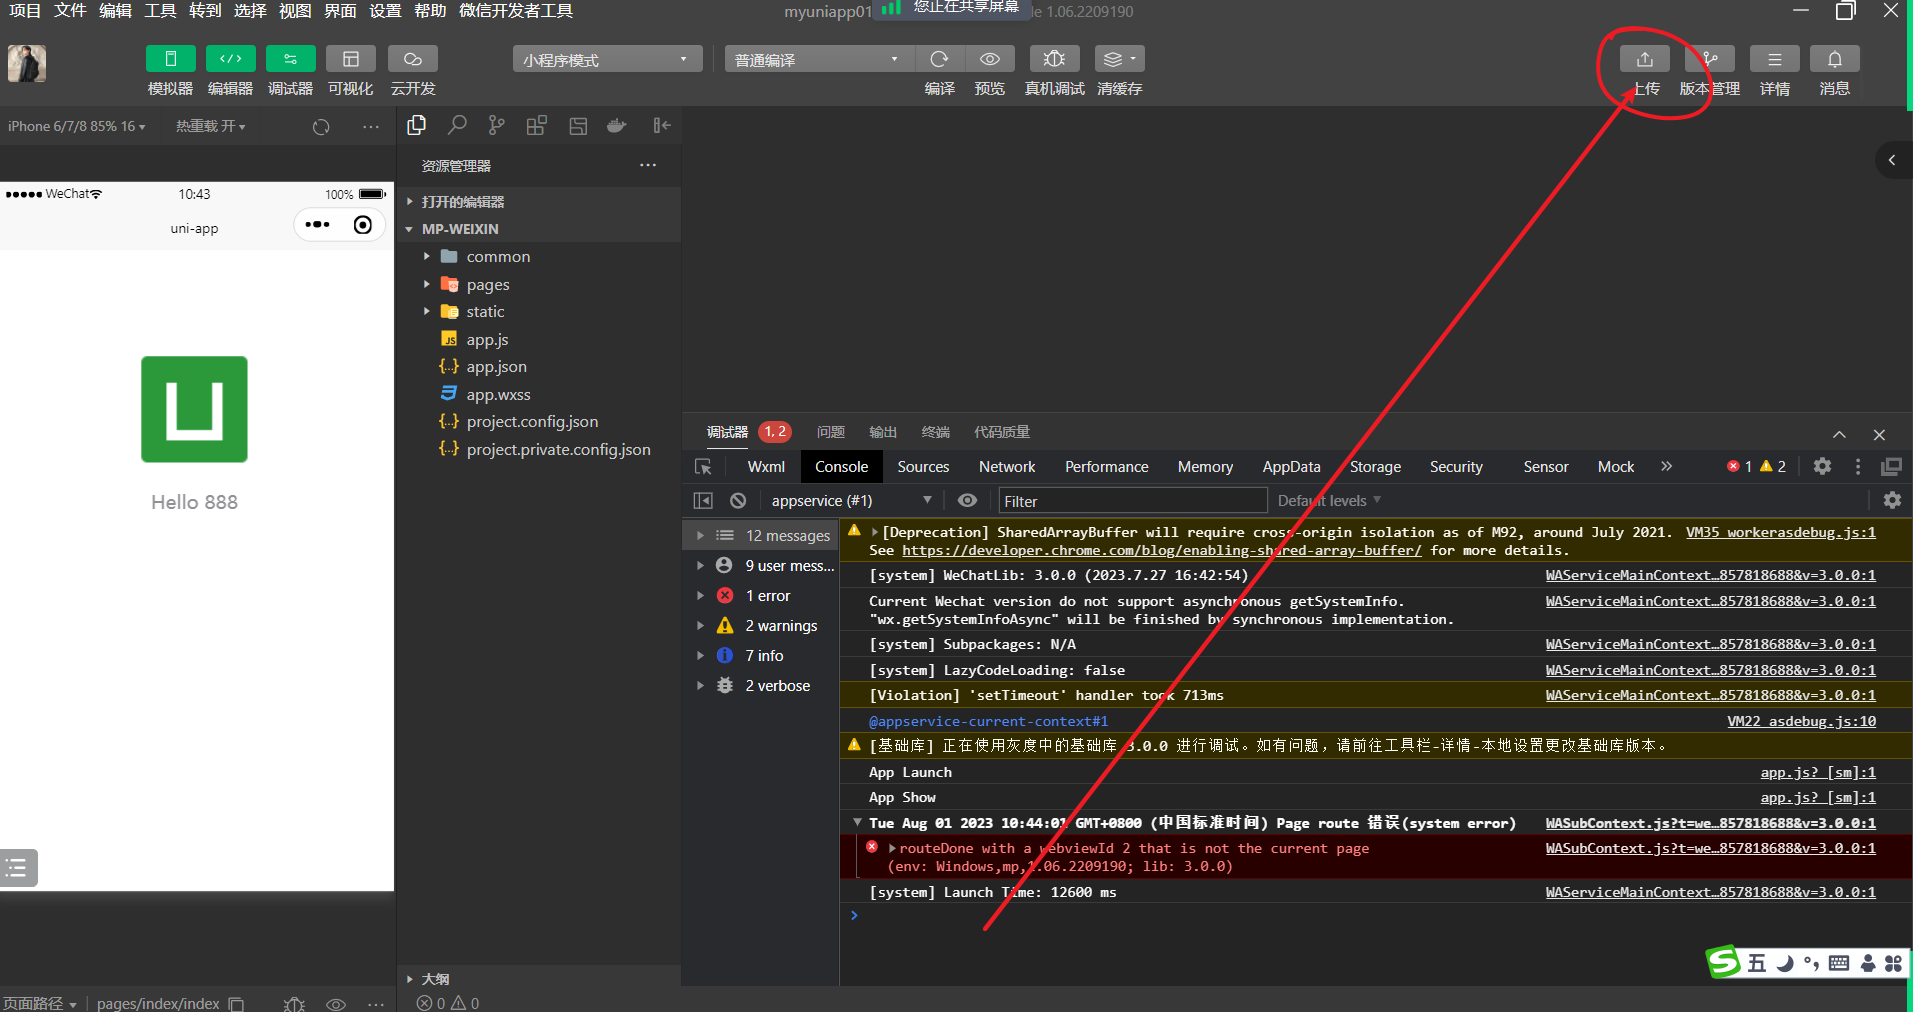 项目 文件 编辑 工具 转到 选择 视图 界面 设置 帮助 微信开发者工具
myuniapp01
您正在共享屏幕
de 1.06.2209190
模拟器 编辑器 调试器 可视化 云开发
小程序模式
普通编译
编译 预览 真机调试 清缓存
上传 版本管理 详情 消息
iPhone 6/7/8 85% 16
热重载 开
WeChat
10:43
100%
uni-app
Hello 888
页面路径
pages/index/index
资源管理器
打开的编辑器
MP-WEIXIN
common
pages
static
JS app.js
{..} app.json
app.wxss
{..} project.config.json
{..} project.private.config.json
大纲
0 0
调试器 1, 2 问题 输出 终端 代码质量
Wxml Console Sources Network Performance Memory AppData Storage Security Sensor Mock
1 2
appservice (#1)
Filter
Default levels
12 messages
9 user mess...
1 error
2 warnings
7 info
2 verbose
[Deprecation] SharedArrayBuffer will require cross-origin isolation as of M92, around July 2021. VM35 workerasdebug.js:1
See https://developer.chrome.com/blog/enabling-shared-array-buffer/ for more details.
[system] WeChatLib: 3.0.0 (2023.7.27 16:42:54) WAServiceMainContext…857818688&v=3.0.0:1
Current Wechat version do not support asynchronous getSystemInfo. WAServiceMainContext…857818688&v=3.0.0:1
"wx.getSystemInfoAsync" will be finished by synchronous implementation.
[system] Subpackages: N/A WAServiceMainContext…857818688&v=3.0.0:1
[system] LazyCodeLoading: false WAServiceMainContext…857818688&v=3.0.0:1
[Violation] 'setTimeout' handler took 713ms WAServiceMainContext…857818688&v=3.0.0:1
@appservice-current-context#1 VM22 asdebug.js:10
[基础库] 正在使用灰度中的基础库 3.0.0 进行调试。如有问题，请前往工具栏-详情-本地设置更改基础库版本。
App Launch app.js? [sm]:1
App Show app.js? [sm]:1
Tue Aug 01 2023 10:44:01 GMT+0800 (中国标准时间) Page route 错误(system error) WASubContext.js?t=we…857818688&v=3.0.0:1
routeDone with a webviewId 2 that is not the current page WASubContext.js?t=we…857818688&v=3.0.0:1
(env: Windows,mp,1.06.2209190; lib: 3.0.0)
[system] Launch Time: 12600 ms WAServiceMainContext…857818688&v=3.0.0:1
S 五